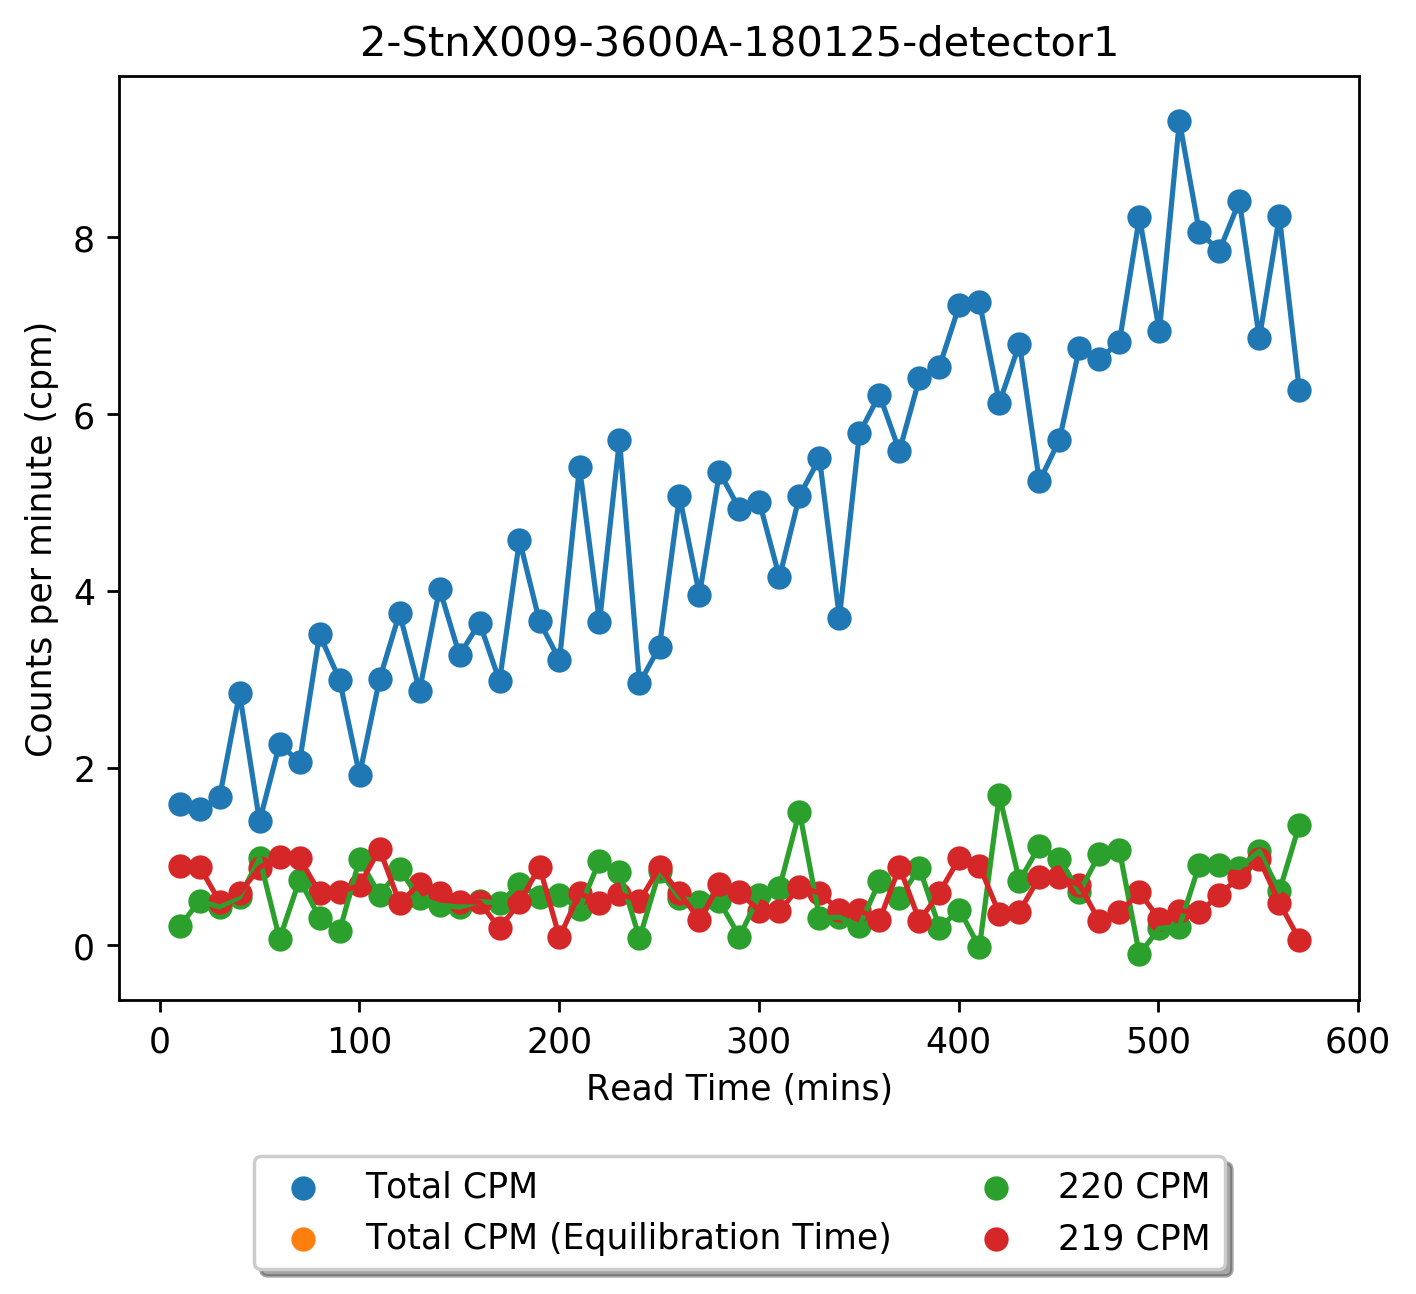 2-StnX009-3600A-180125-detector1
Counts per minute (cpm)
8
6
4
2
0
0 100 200 300 400 500 600
Read Time (mins)
Total CPM
Total CPM (Equilibration Time)
220 CPM
219 CPM